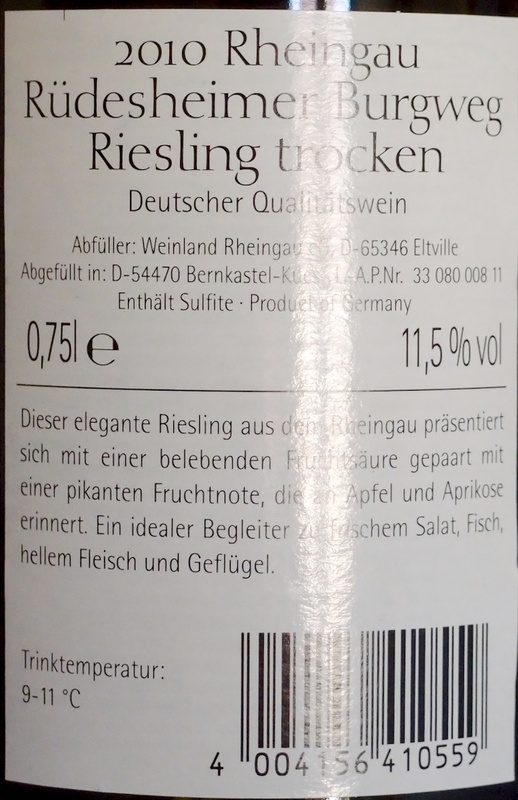 2010 Rheingau
Rüdesheimer Burgweg
Riesling trocken
Deutscher Qualitätswein
Abfüller: Weinland Rheingau eG, D-65346 Eltville
Abgefüllt in: D-54470 Bernkastel-Kues · A.P.Nr. 33 080 008 11
Enthält Sulfite · Product of Germany
0,75l e 11,5 % vol
Dieser elegante Riesling aus dem Rheingau präsentiert
sich mit einer belebenden Fruchtsäure gepaart mit
einer pikanten Fruchtnote, die an Apfel und Aprikose
erinnert. Ein idealer Begleiter zu frischem Salat, Fisch,
hellem Fleisch und Geflügel.
Trinktemperatur:
9-11 °C
4 004156 410559